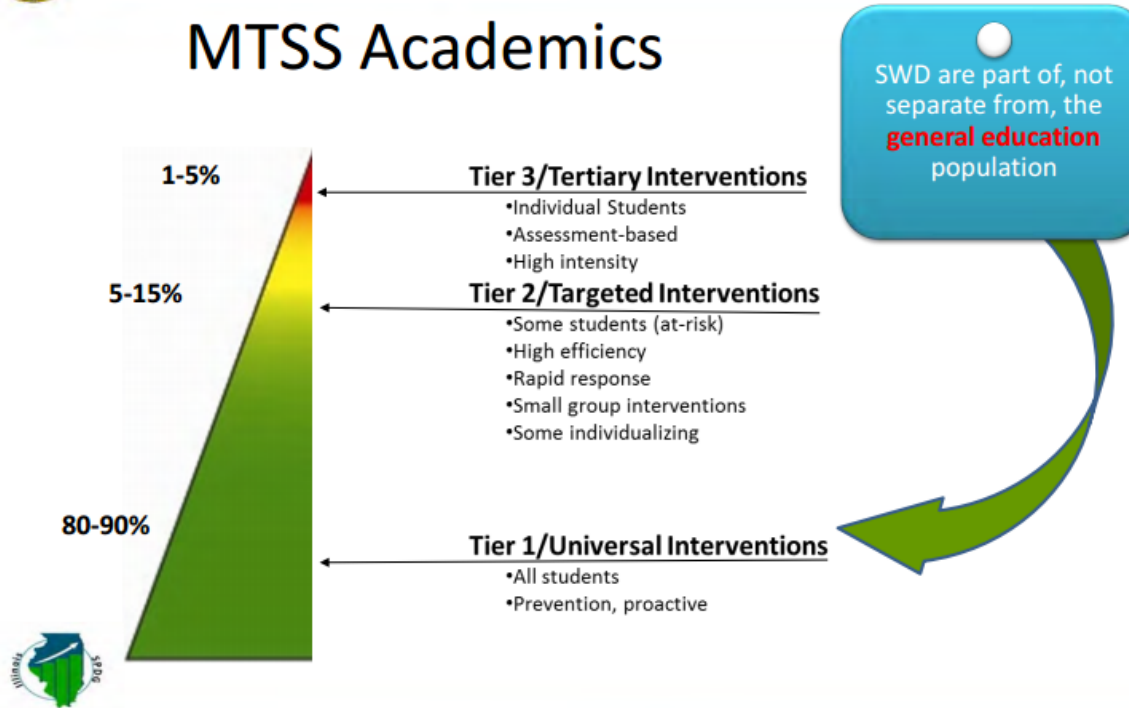 MTSS Academics
SWD are part of, not
separate from, the
general education
population
1-5%
Tier 3/Tertiary Interventions
•Individual Students
•Assessment-based
•High intensity
5-15%
Tier 2/Targeted Interventions
•Some students (at-risk)
•High efficiency
•Rapid response
•Small group interventions
•Some individualizing
80-90%
Tier 1/Universal Interventions
•All students
•Prevention, proactive
Illinois
SPDG